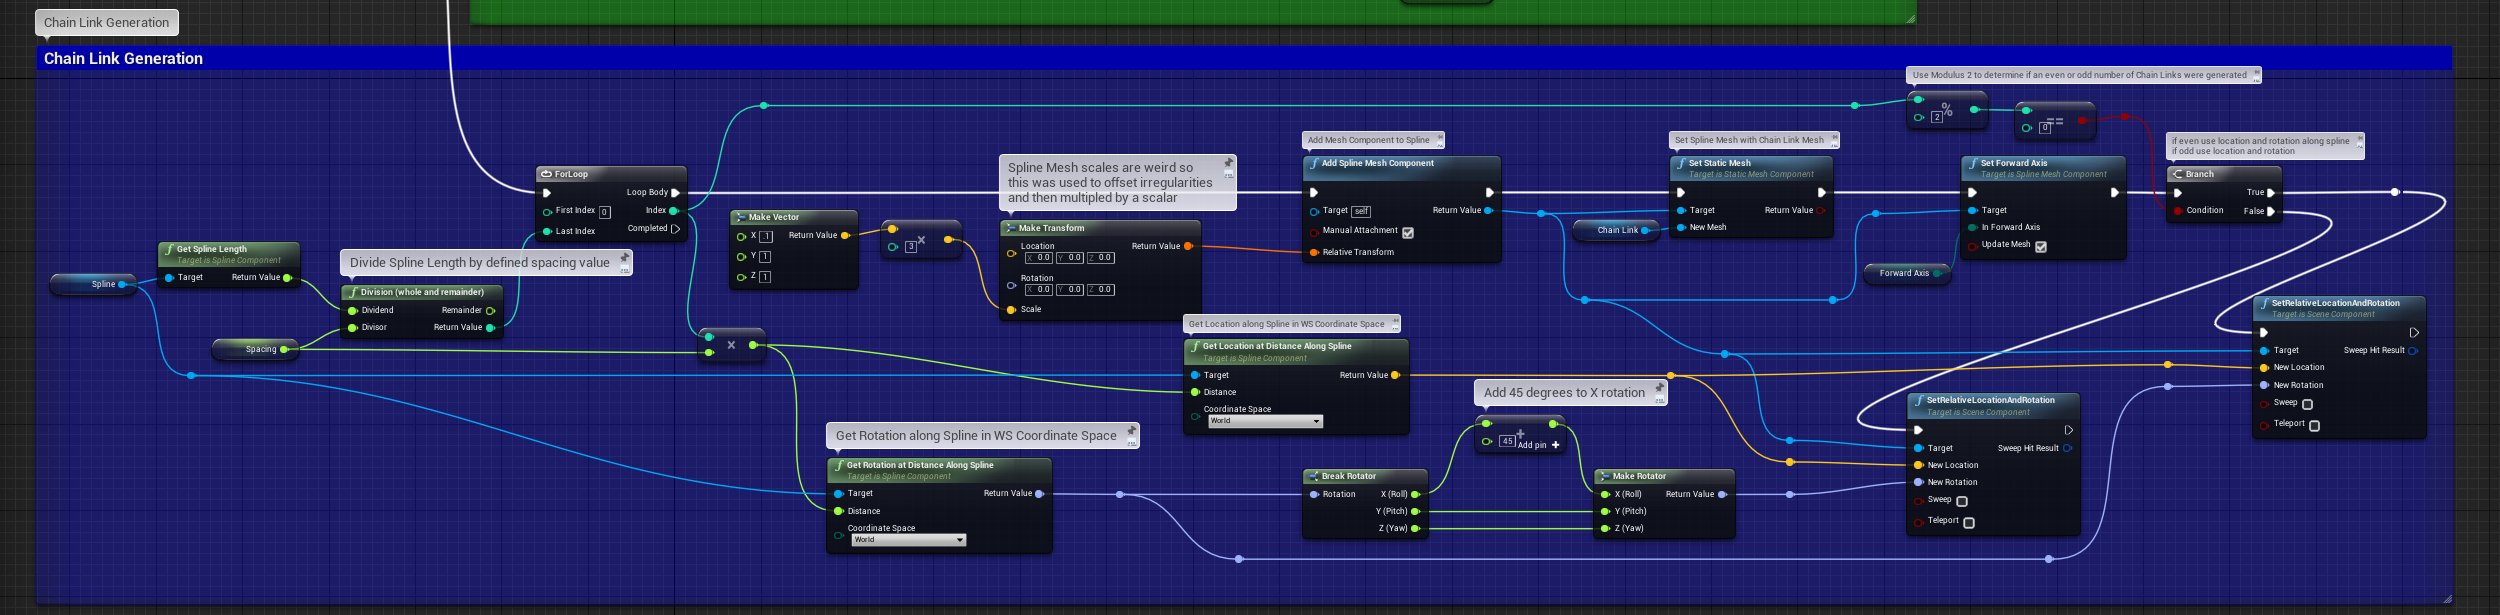 Chain Link Generation
Chain Link Generation
Use Modulus 2 to determine if an even or odd number of Chain Links were generated
%
2
==
0
Add Mesh Component to Spline
Set Spline Mesh with Chain Link Mesh
if even use location and rotation along spline
if odd use location and rotation
Spline Mesh scales are weird so
this was used to offset irregularities
and then multiplied by a scalar
ForLoop
Loop Body
First Index 0
Index
Last Index
Completed
Add Spline Mesh Component
Target self
Return Value
Manual Attachment
Relative Transform
Set Static Mesh
Target is Static Mesh Component
Target
Return Value
New Mesh
Chain Link
Set Forward Axis
Target is Spline Mesh Component
Target
In Forward Axis
Update Mesh
Forward Axis
Branch
True
Condition
False
Make Vector
X .1
Return Value
Y 1
Z 1
3
×
Make Transform
Location
Return Value
X 0.0 Y 0.0 Z 0.0
Rotation
X 0.0 Y 0.0 Z 0.0
Scale
Get Spline Length
Target is Spline Component
Target
Return Value
Spline
Divide Spline Length by defined spacing value
Division (whole and remainder)
Dividend
Remainder
Divisor
Return Value
Spacing
×
Get Location along Spline in WS Coordinate Space
Get Location at Distance Along Spline
Target is Spline Component
Target
Return Value
Distance
Coordinate Space
World
SetRelativeLocationAndRotation
Target is Scene Component
Target
Sweep Hit Result
New Location
New Rotation
Sweep
Teleport
Add 45 degrees to X rotation
45
+
Add pin +
SetRelativeLocationAndRotation
Target is Scene Component
Target
Sweep Hit Result
New Location
New Rotation
Sweep
Teleport
Get Rotation along Spline in WS Coordinate Space
Get Rotation at Distance Along Spline
Target is Spline Component
Target
Return Value
Distance
Coordinate Space
World
Break Rotator
Rotation
X (Roll)
Y (Pitch)
Z (Yaw)
Make Rotator
X (Roll)
Return Value
Y (Pitch)
Z (Yaw)